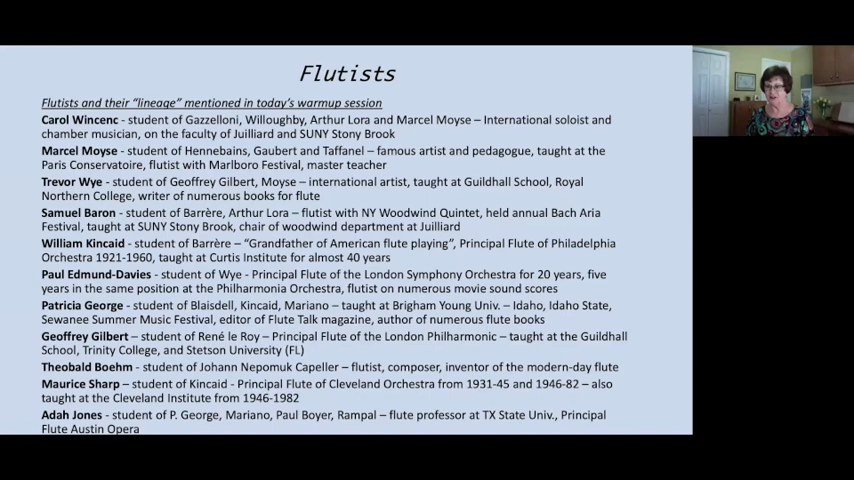 Flutists
Flutists and their “lineage” mentioned in today’s warmup session
Carol Wincenc - student of Gazzelloni, Willoughby, Arthur Lora and Marcel Moyse – International soloist and
chamber musician, on the faculty of Juilliard and SUNY Stony Brook
Marcel Moyse - student of Hennebains, Gaubert and Taffanel – famous artist and pedagogue, taught at the
Paris Conservatoire, flutist with Marlboro Festival, master teacher
Trevor Wye - student of Geoffrey Gilbert, Moyse – international artist, taught at Guildhall School, Royal
Northern College, writer of numerous books for flute
Samuel Baron - student of Barrère, Arthur Lora – flutist with NY Woodwind Quintet, held annual Bach Aria
Festival, taught at SUNY Stony Brook, chair of woodwind department at Juilliard
William Kincaid - student of Barrère – “Grandfather of American flute playing”, Principal Flute of Philadelphia
Orchestra 1921-1960, taught at Curtis Institute for almost 40 years
Paul Edmund-Davies - student of Wye - Principal Flute of the London Symphony Orchestra for 20 years, five
years in the same position at the Philharmonia Orchestra, flutist on numerous movie sound scores
Patricia George - student of Blaisdell, Kincaid, Mariano – taught at Brigham Young Univ. – Idaho, Idaho State,
Sewanee Summer Music Festival, editor of Flute Talk magazine, author of numerous flute books
Geoffrey Gilbert - student of René le Roy – Principal Flute of the London Philharmonic – taught at the Guildhall
School, Trinity College, and Stetson University (FL)
Theobald Boehm - student of Johann Nepomuk Capeller – flutist, composer, inventor of the modern-day flute
Maurice Sharp – student of Kincaid - Principal Flute of Cleveland Orchestra from 1931-45 and 1946-82 – also
taught at the Cleveland Institute from 1946-1982
Adah Jones - student of P. George, Mariano, Paul Boyer, Rampal – flute professor at TX State Univ., Principal
Flute Austin Opera